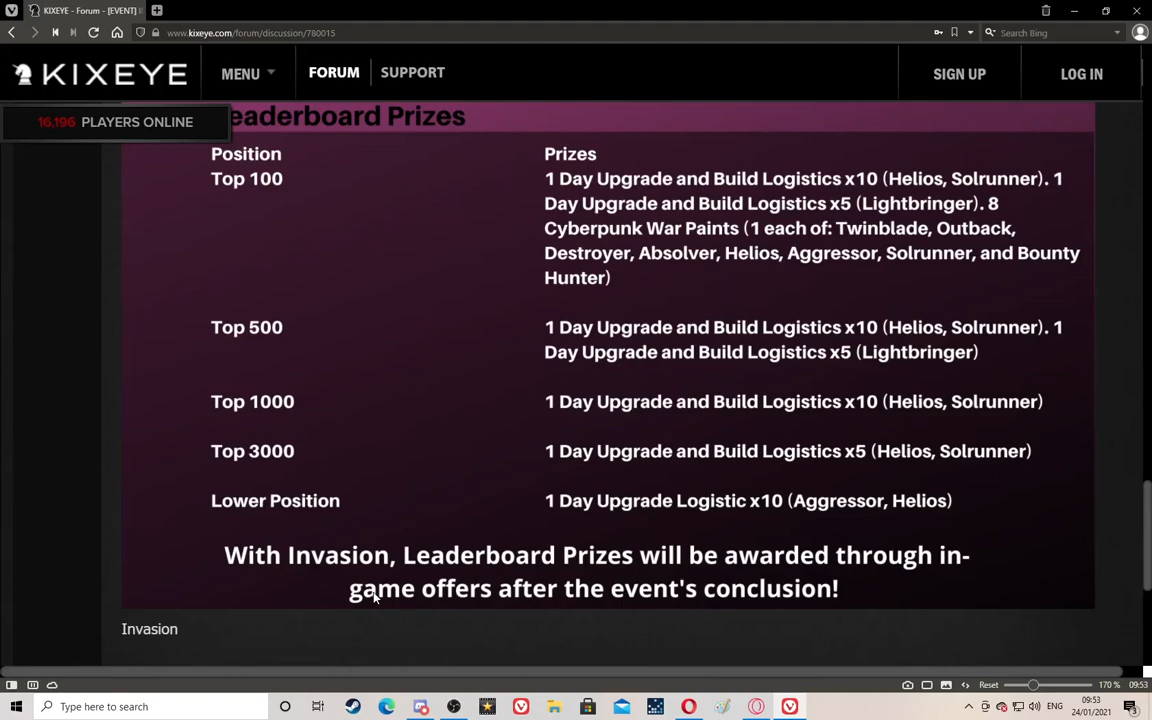 KIXEYE - Forum - [EVENT] I
www.kixeye.com/forum/discussion/780015
Search Bing
KIXEYE
MENU
FORUM
SUPPORT
SIGN UP
LOG IN
16,196 PLAYERS ONLINE
eaderboard Prizes
Position
Prizes
Top 100
1 Day Upgrade and Build Logistics x10 (Helios, Solrunner). 1
Day Upgrade and Build Logistics x5 (Lightbringer). 8
Cyberpunk War Paints (1 each of: Twinblade, Outback,
Destroyer, Absolver, Helios, Aggressor, Solrunner, and Bounty
Hunter)
Top 500
1 Day Upgrade and Build Logistics x10 (Helios, Solrunner). 1
Day Upgrade and Build Logistics x5 (Lightbringer)
Top 1000
1 Day Upgrade and Build Logistics x10 (Helios, Solrunner)
Top 3000
1 Day Upgrade and Build Logistics x5 (Helios, Solrunner)
Lower Position
1 Day Upgrade Logistic x10 (Aggressor, Helios)
With Invasion, Leaderboard Prizes will be awarded through in-
game offers after the event's conclusion!
Invasion
Reset
170 %
09:53
Type here to search
ENG
09:53
24/01/2021
3